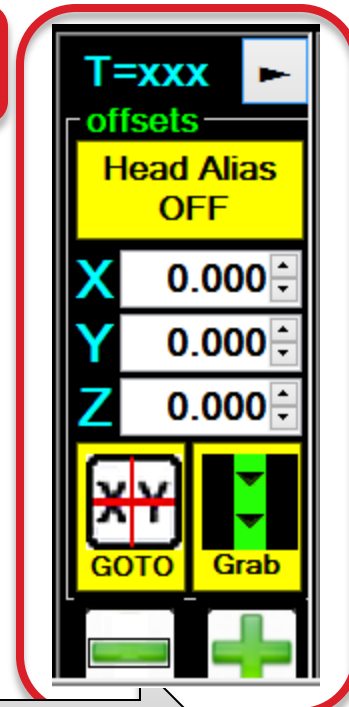 T=xxx
offsets
Head Alias
OFF
X 0.000
Y 0.000
Z 0.000
XY
GOTO Grab